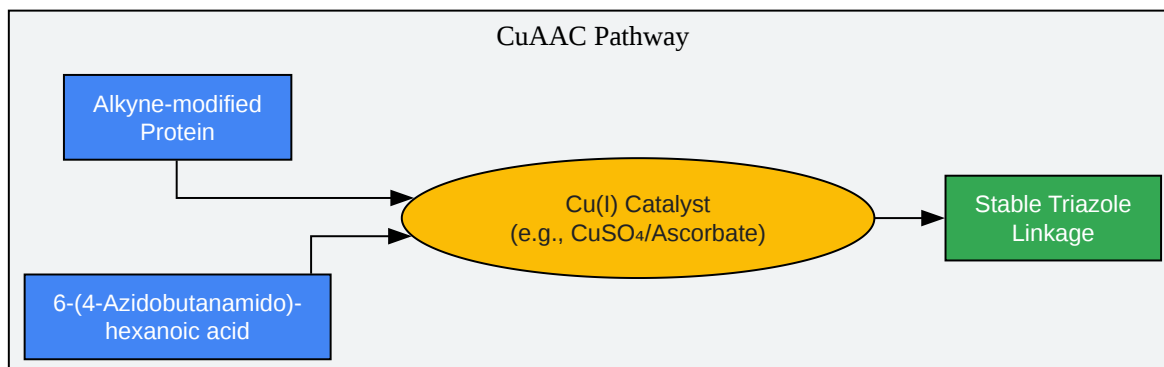 CuAAC Pathway
Alkyne-modified
Protein
6-(4-Azidobutanamido)-
hexanoic acid
Cu(I) Catalyst
(e.g., CuSO₄/Ascorbate)
Stable Triazole
Linkage